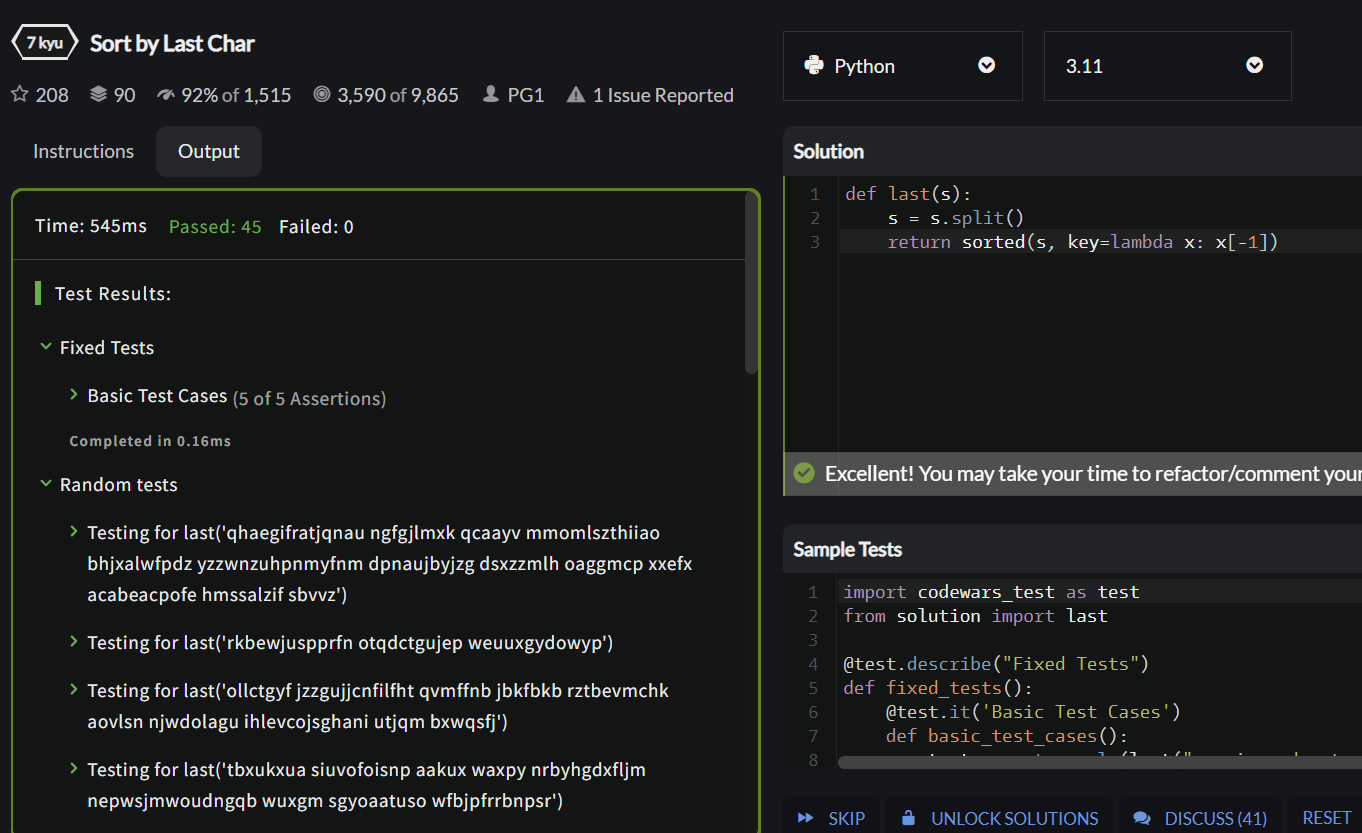 7 kyu Sort by Last Char
208 90 92% of 1,515 3,590 of 9,865 PG1 1 Issue Reported
Instructions Output
Time: 545ms Passed: 45 Failed: 0
Test Results:
Fixed Tests
Basic Test Cases (5 of 5 Assertions)
Completed in 0.16ms
Random tests
Testing for last('qhaegifratjqnau ngfgjlmxk qcaayv mmomlszthiiao
bhjxalwfpdz yzzwnzuhpnmyfnm dpnaujbyjzg dsxzzmlh oaggmcp xxefx
acabeacpofe hmssalzif sbvvz')
Testing for last('rkbewjuspprfn otqdctgujep weuuxgydowyp')
Testing for last('ollctgyf jzzgujjcnfilfht qvmffnb jbkfbkb rztbevmchk
aovlsn njwdolagu ihlevcojsghani utjqm bxwqsfj')
Testing for last('tbxukxua siuvofoisnp aakux waxpy nrbyhgdxfljm
nepwsjmwoudngqb wuxgm sgyoaatuso wfbjpfrrbnpsr')
Python 3.11
Solution
1 def last(s):
2 s = s.split()
3 return sorted(s, key=lambda x: x[-1])
Excellent! You may take your time to refactor/comment your
Sample Tests
1 import codewars_test as test
2 from solution import last
3
4 @test.describe("Fixed Tests")
5 def fixed_tests():
6 @test.it('Basic Test Cases')
7 def basic_test_cases():
8
SKIP UNLOCK SOLUTIONS DISCUSS (41) RESET